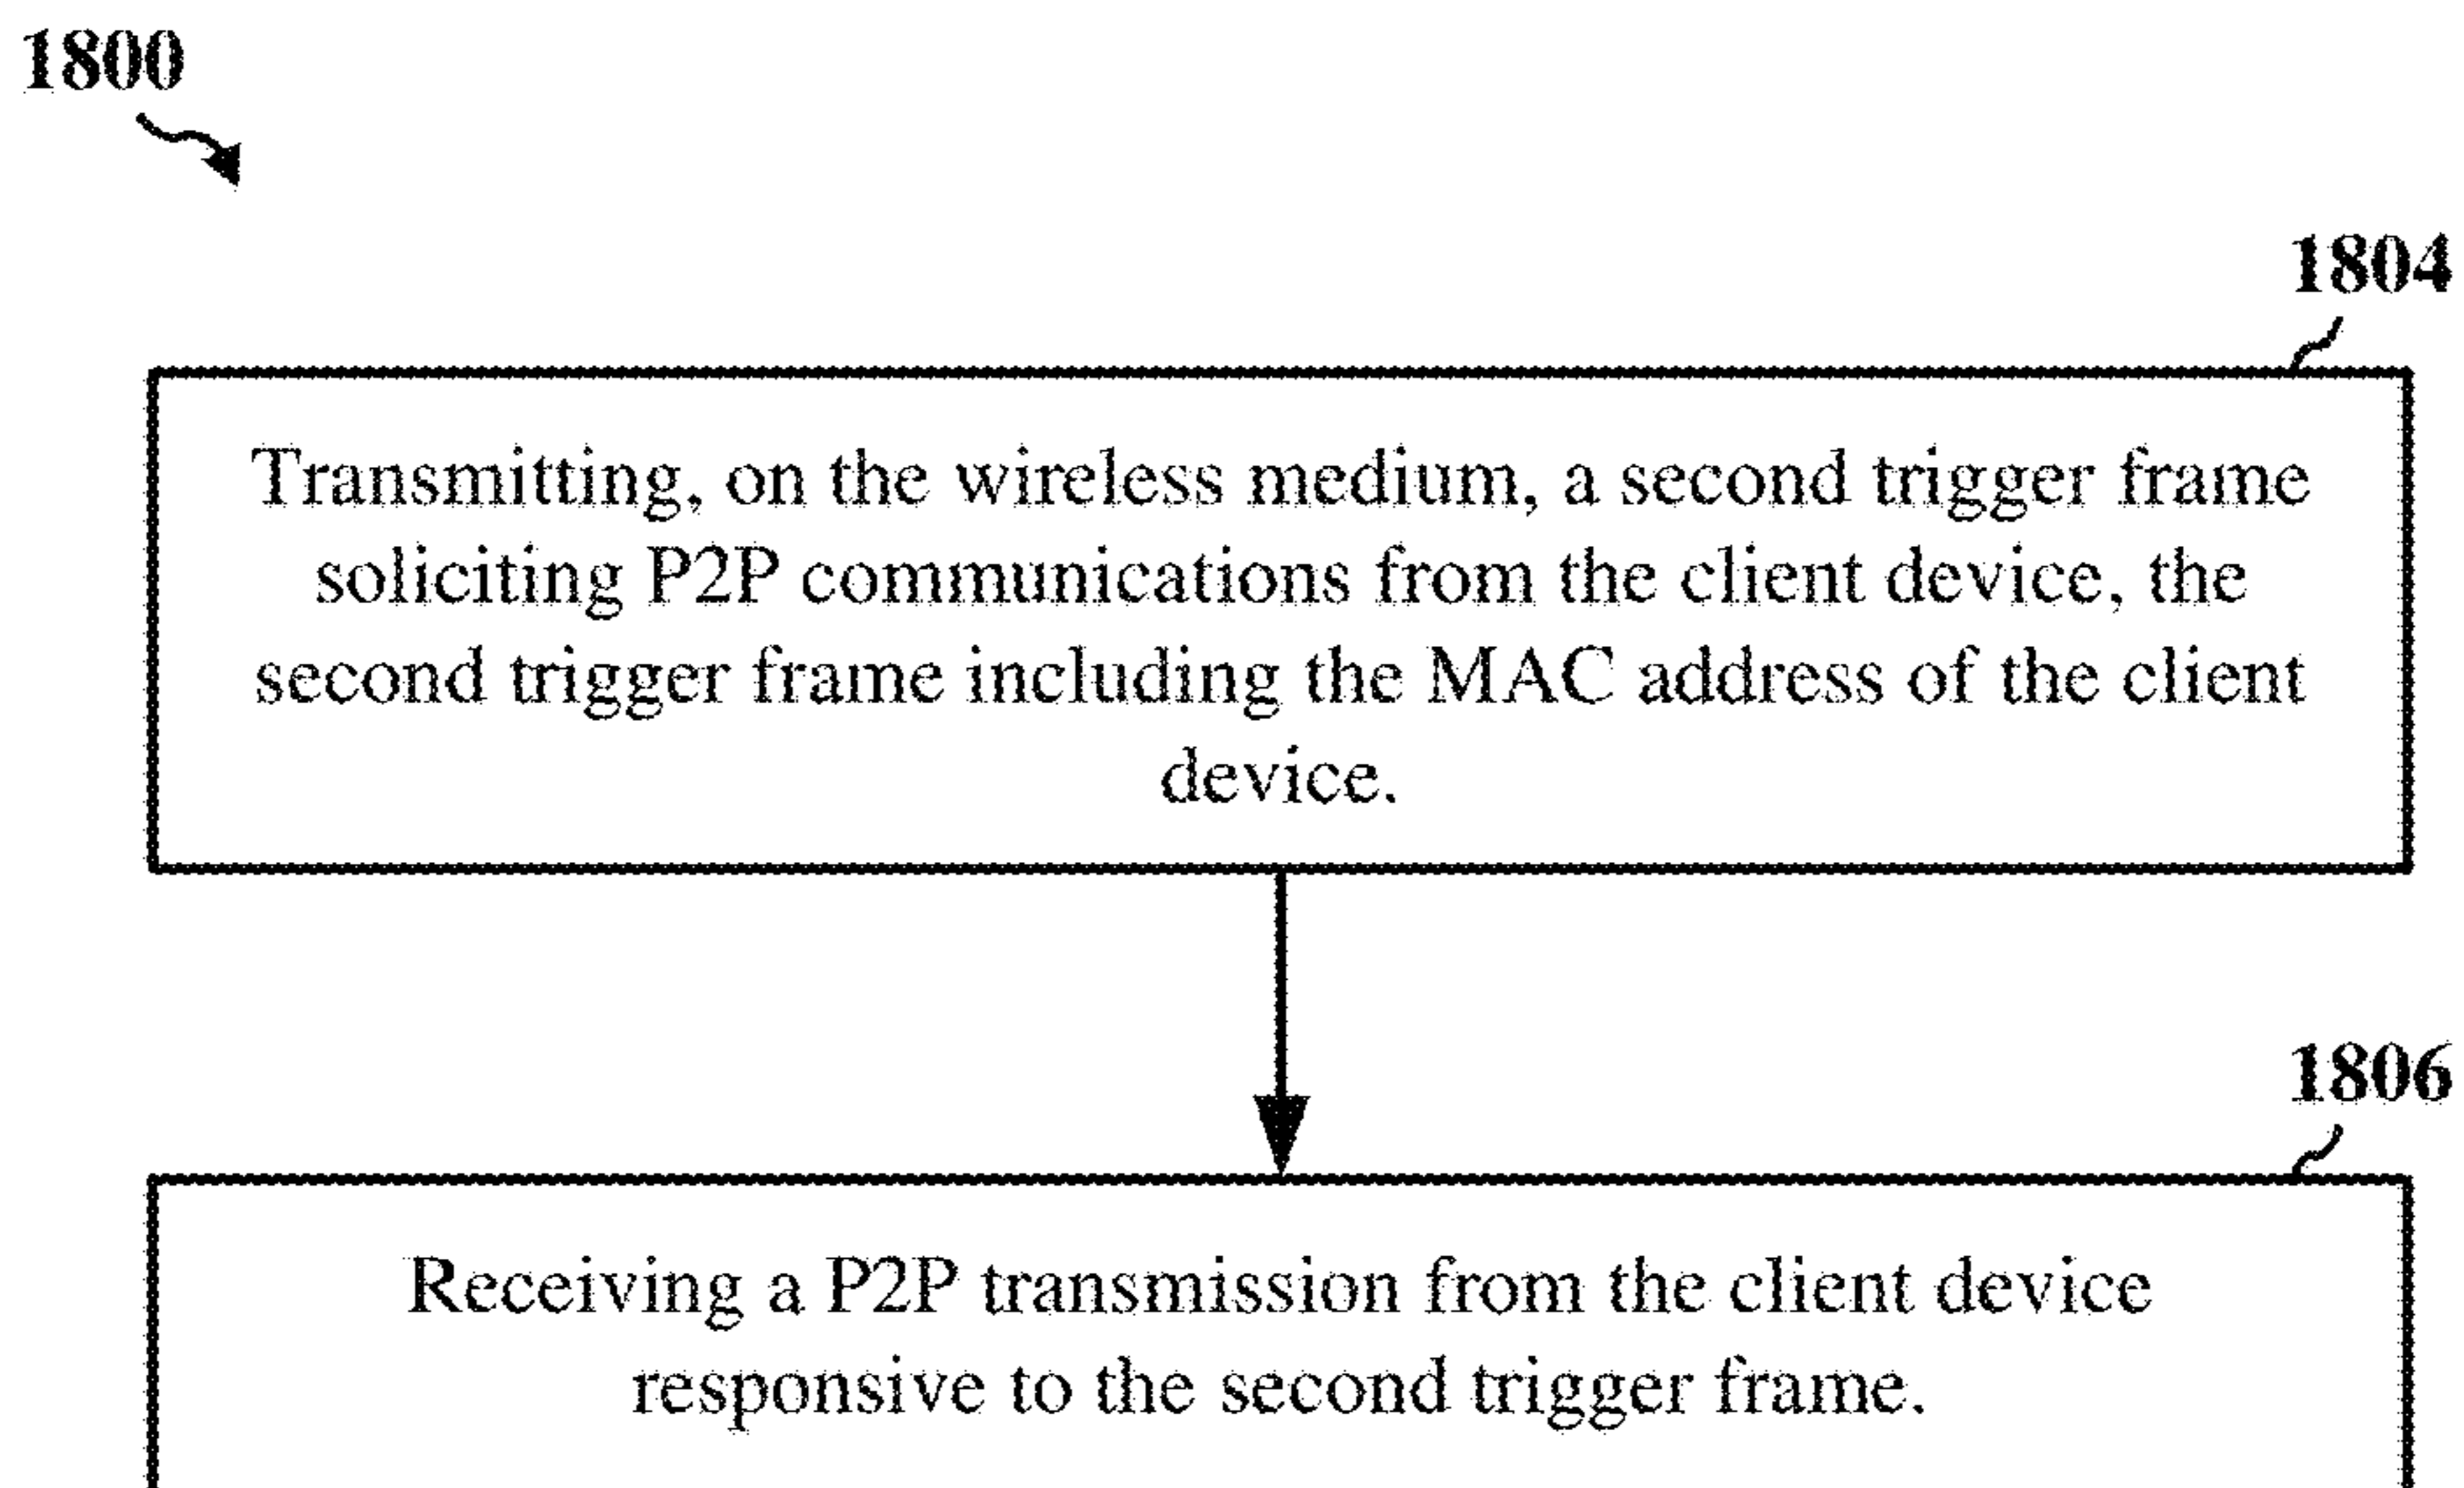 1800
1804
Transmitting, on the wireless medium, a second trigger frame
soliciting P2P communications from the client device, the
second trigger frame including the MAC address of the client
device.
1806
Receiving a P2P transmission from the client device
responsive to the second trigger frame.